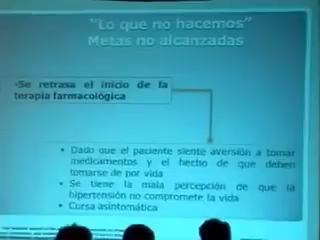 "Lo que no hacemos"
Metas no alcanzadas
-Se retrasa el inicio de la
terapia farmacológica
• Dado que el paciente siente aversión a tomar
medicamentos y el hecho de que deben
tomarse de por vida
• Se tiene la mala percepción de que la
hipertensión no compromete la vida
• Cursa asintomática